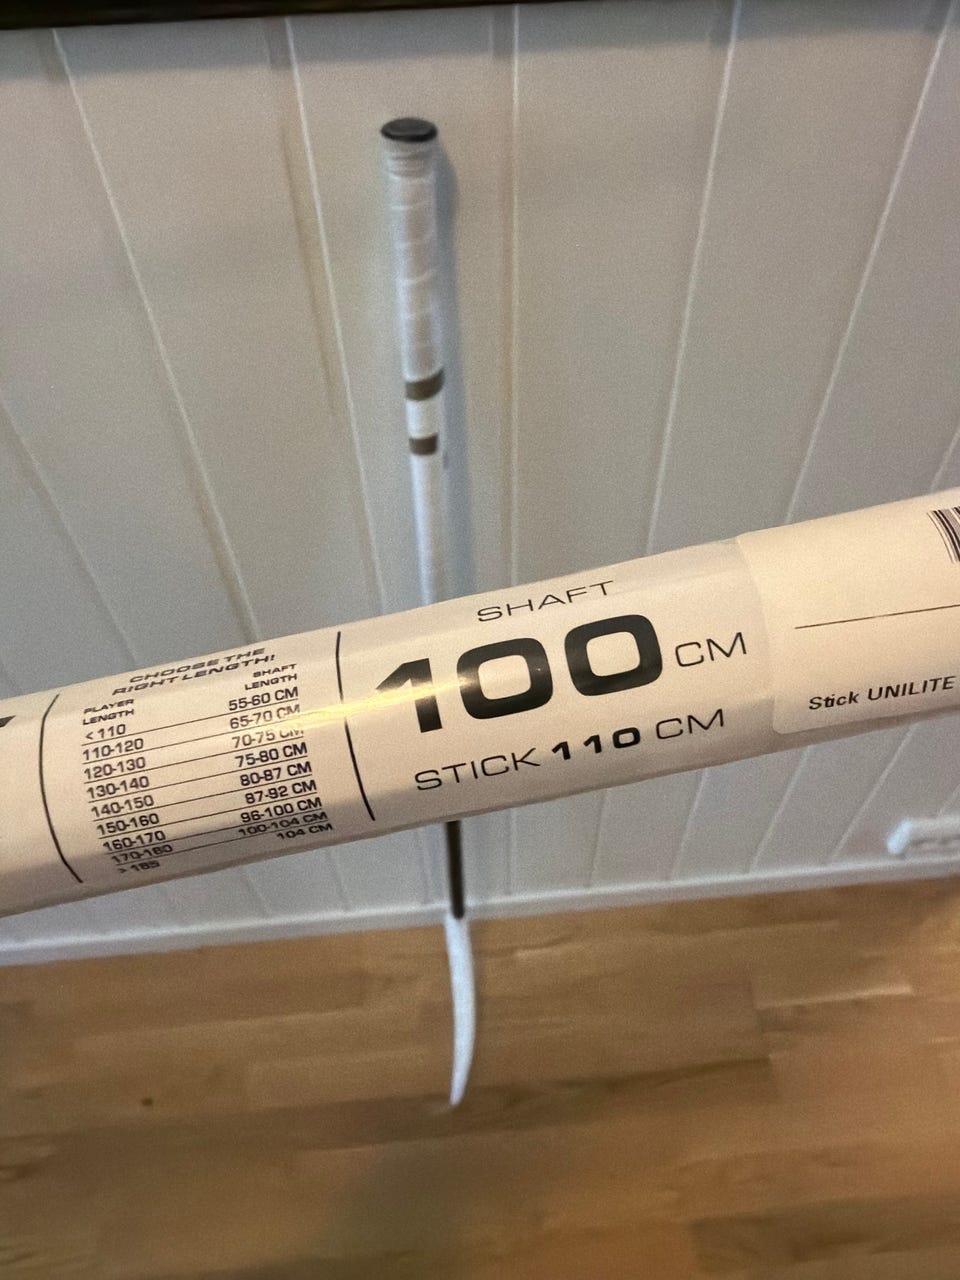 CHOOSE THE
RIGHT LENGTH!
PLAYER LENGTH SHAFT LENGTH
<110 55-60 CM
110-120 65-70 CM
120-130 70-75 CM
130-140 75-80 CM
140-150 80-87 CM
150-160 87-92 CM
160-170 96-100 CM
170-180 100-104 CM
>185 104 CM
SHAFT
100 CM
STICK 110 CM
Stick UNILITE